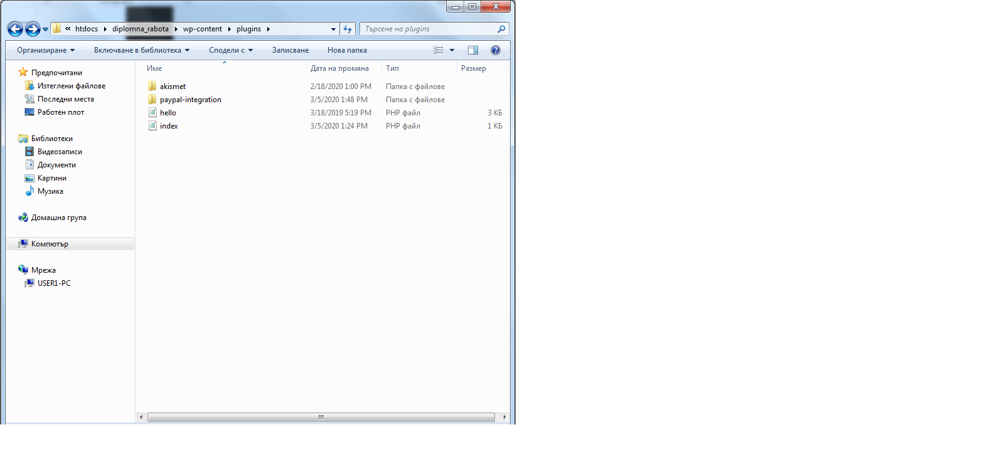 « htdocs ▸ diplomna_rabota ▸ wp-content ▸ plugins ▸
Търсене на plugins
Организиране Включване в библиотека Сподели с Записване Нова папка
Предпочитани
Изтеглени файлове
Последни места
Работен плот
Библиотеки
Видеозаписи
Документи
Картини
Музика
Домашна група
Компютър
Мрежа
USER1-PC
Име Дата на промяна Тип Размер
akismet 2/18/2020 1:00 PM Папка с файлове
paypal-integration 3/5/2020 1:48 PM Папка с файлове
hello 3/18/2019 5:19 PM PHP файл 3 КБ
index 3/5/2020 1:24 PM PHP файл 1 КБ